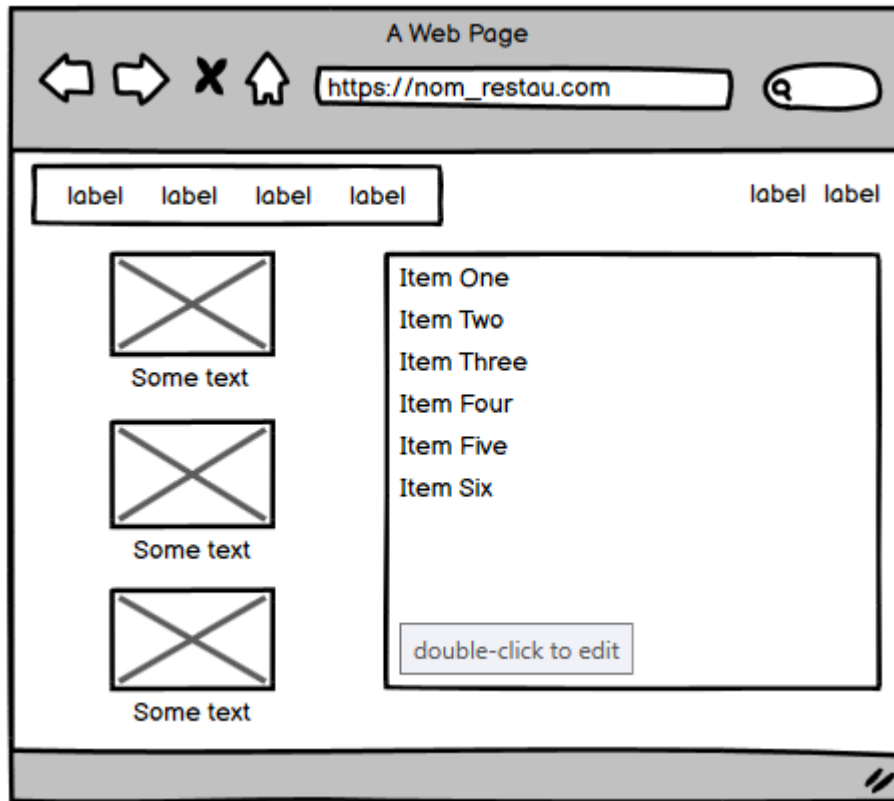 A Web Page
https://nom_restau.com
label label label label
label label
Some text
Some text
Some text
Item One
Item Two
Item Three
Item Four
Item Five
Item Six
double-click to edit